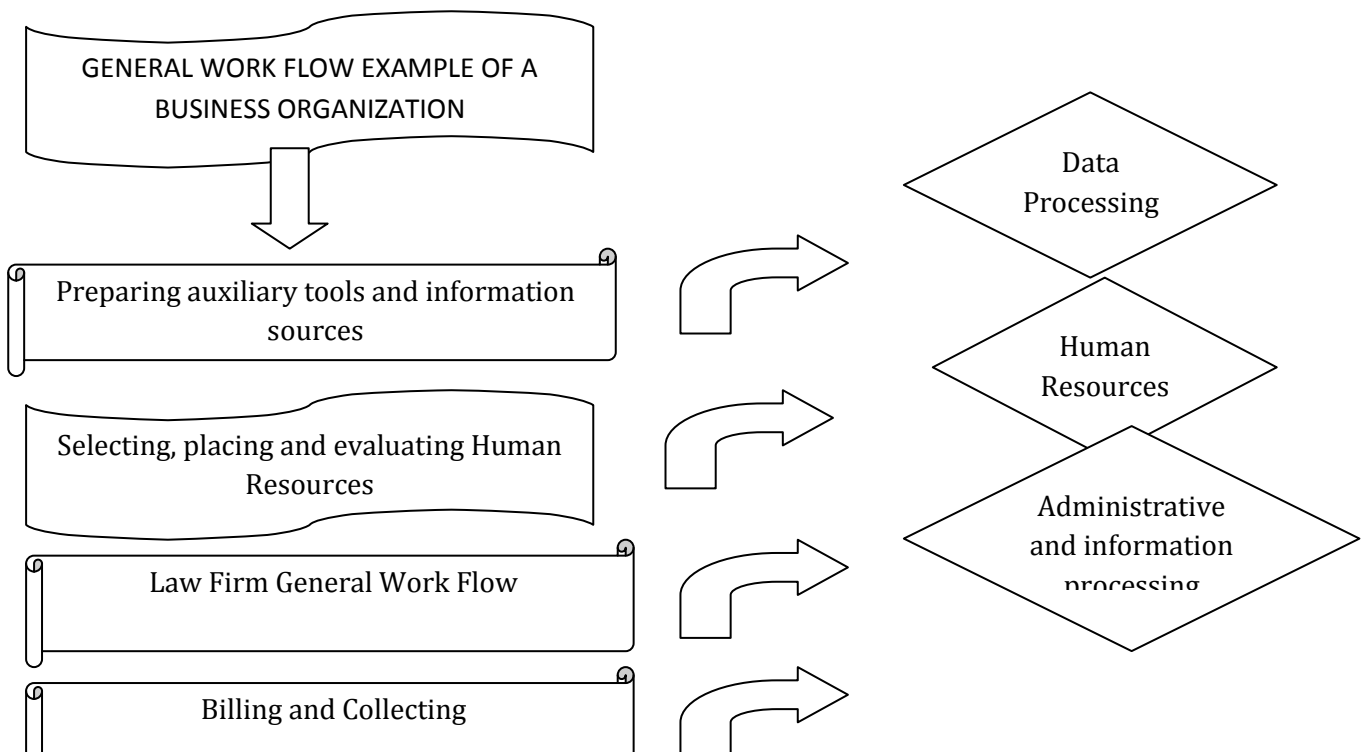 GENERAL WORK FLOW EXAMPLE OF A
BUSINESS ORGANIZATION
Preparing auxiliary tools and information
sources
Selecting, placing and evaluating Human
Resources
Law Firm General Work Flow
Billing and Collecting
Data
Processing
Human
Resources
Administrative
and information
processing